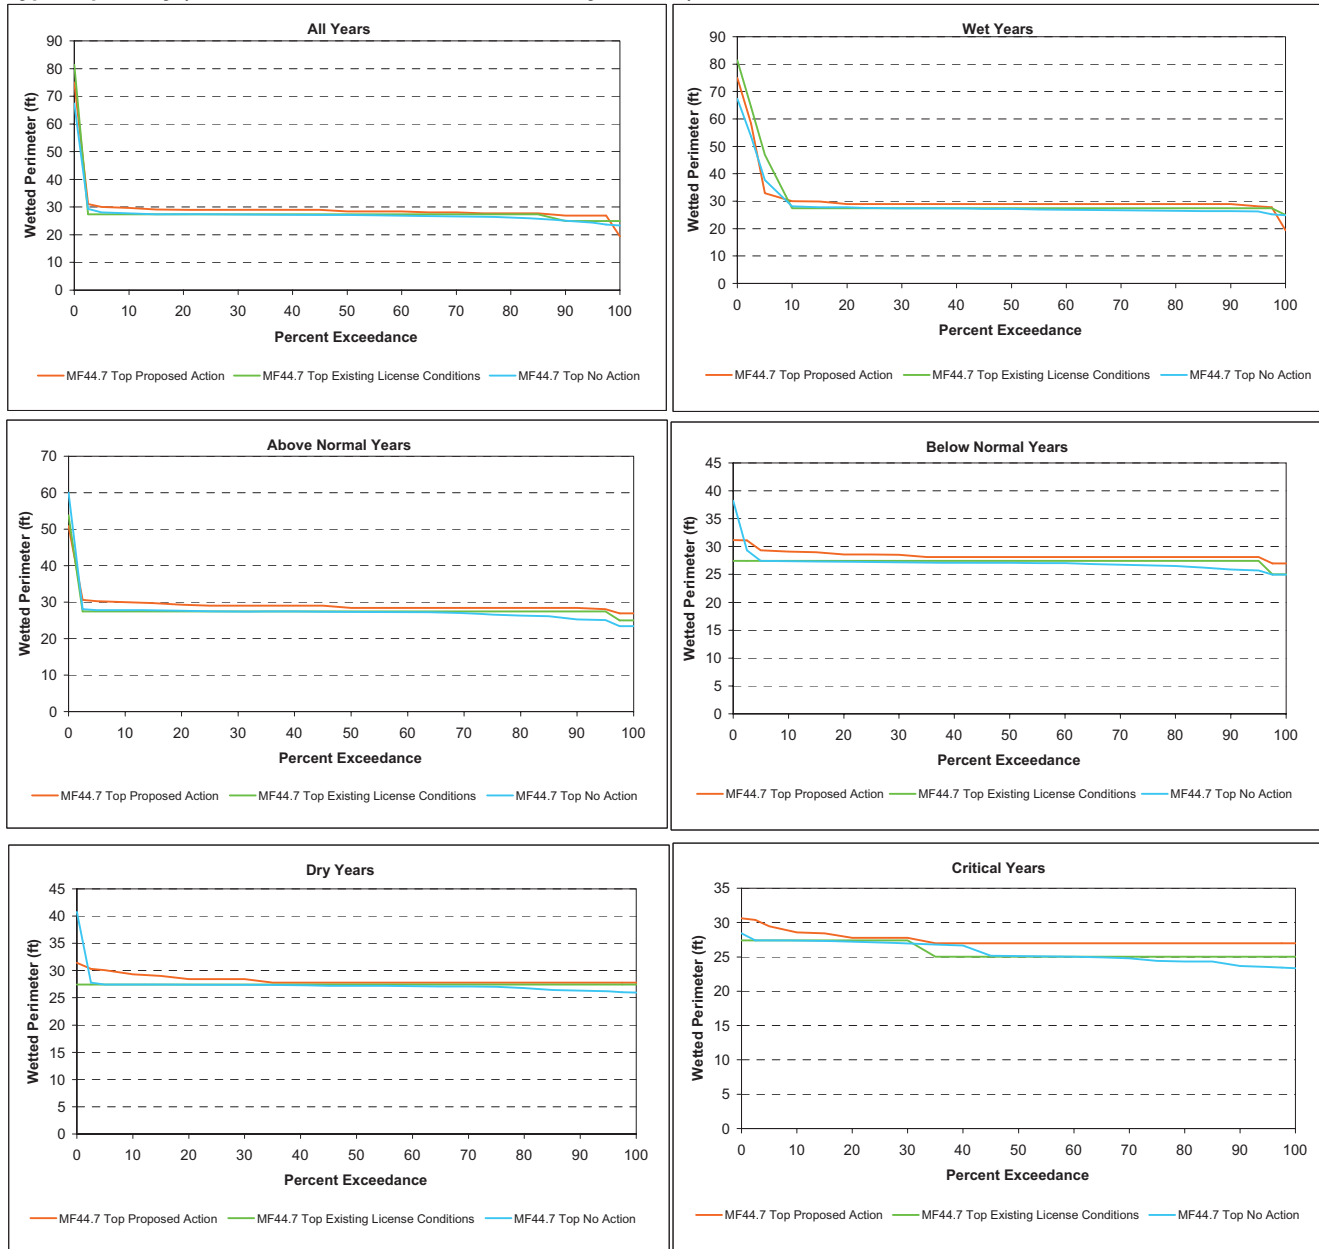 All Years
90
80
70
60
50
40
30
20
10
0
Wetted Perimeter (ft)
0 10 20 30 40 50 60 70 80 90 100
Percent Exceedance
MF44.7 Top Proposed Action MF44.7 Top Existing License Conditions MF44.7 Top No Action
Wet Years
90
80
70
60
50
40
30
20
10
0
Wetted Perimeter (ft)
0 10 20 30 40 50 60 70 80 90 100
Percent Exceedance
MF44.7 Top Proposed Action MF44.7 Top Existing License Conditions MF44.7 Top No Action
Above Normal Years
70
60
50
40
30
20
10
0
Wetted Perimeter (ft)
0 10 20 30 40 50 60 70 80 90 100
Percent Exceedance
MF44.7 Top Proposed Action MF44.7 Top Existing License Conditions MF44.7 Top No Action
Below Normal Years
45
40
35
30
25
20
15
10
5
0
Wetted Perimeter (ft)
0 10 20 30 40 50 60 70 80 90 100
Percent Exceedance
MF44.7 Top Proposed Action MF44.7 Top Existing License Conditions MF44.7 Top No Action
Dry Years
45
40
35
30
25
20
15
10
5
0
Wetted Perimeter (ft)
0 10 20 30 40 50 60 70 80 90 100
Percent Exceedance
MF44.7 Top Proposed Action MF44.7 Top Existing License Conditions MF44.7 Top No Action
Critical Years
35
30
25
20
15
10
5
0
Wetted Perimeter (ft)
0 10 20 30 40 50 60 70 80 90 100
Percent Exceedance
MF44.7 Top Proposed Action MF44.7 Top Existing License Conditions MF44.7 Top No Action